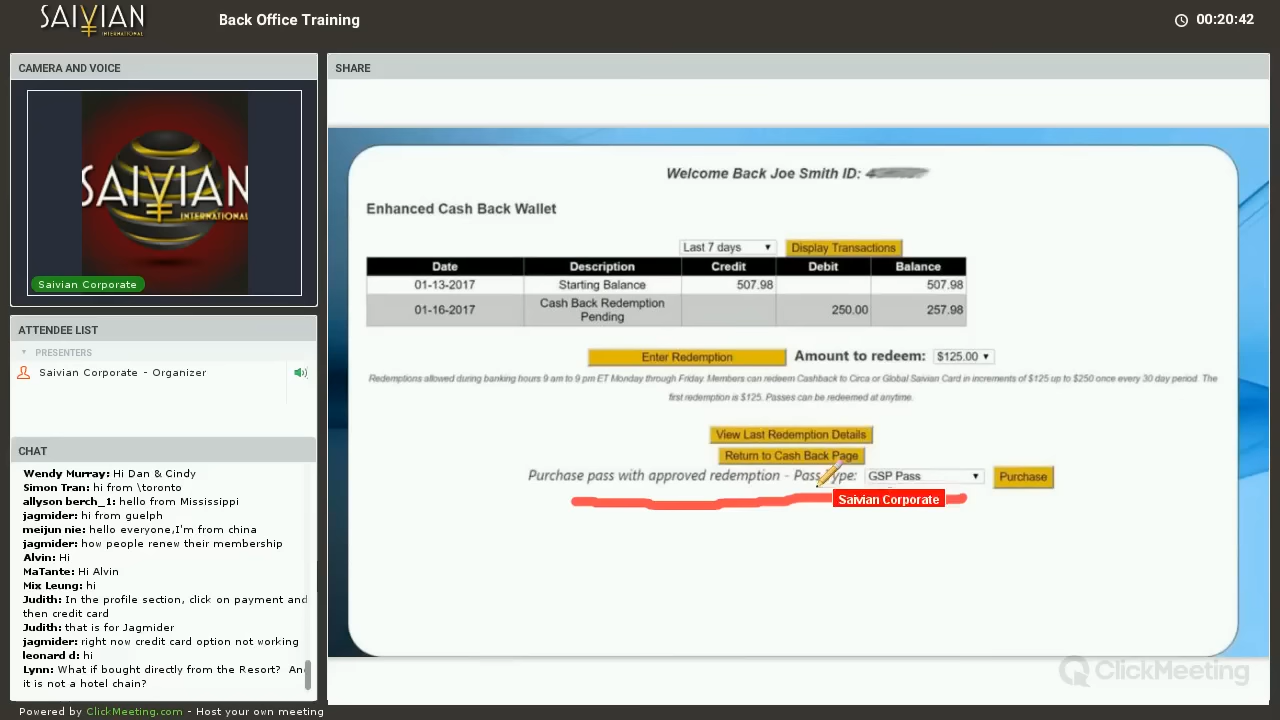 SAIVIAN
INTERNATIONAL
Back Office Training
00:20:42
CAMERA AND VOICE
SAIVIAN
INTERNATIONAL
Saivian Corporate
ATTENDEE LIST
PRESENTERS
Saivian Corporate - Organizer
CHAT
Wendy Murray: Hi Dan & Cindy
Simon Tran: hi from \toronto
allyson berch_1: hello from Mississippi
jagmider: hi from guelph
meijun nie: hello everyone,I'm from china
jagmider: how people renew their membership
Alvin: Hi
MaTante: Hi Alvin
Mix Leung: hi
Judith: In the profile section, click on payment and
then credit card
Judith: that is for Jagmider
jagmider: right now credit card option not working
leonard d: hi
Lynn: What if bought directly from the Resort? And
it is not a hotel chain?
Powered by ClickMeeting.com - Host your own meeting
SHARE
Welcome Back Joe Smith ID:
Enhanced Cash Back Wallet
Last 7 days Display Transactions
Date Description Credit Debit Balance
01-13-2017 Starting Balance 507.98 507.98
01-16-2017 Cash Back Redemption
Pending 250.00 257.98
Enter Redemption Amount to redeem: $125.00
Redemptions allowed during banking hours 9 am to 9 pm ET Monday through Friday. Members can redeem Cashback to Circa or Global Saivian Card in increments of $125 up to $250 once every 30 day period. The
first redemption is $125. Passes can be redeemed at anytime.
View Last Redemption Details
Return to Cash Back Page
Purchase pass with approved redemption - Pass Type: GSP Pass Purchase
Saivian Corporate
ClickMeeting